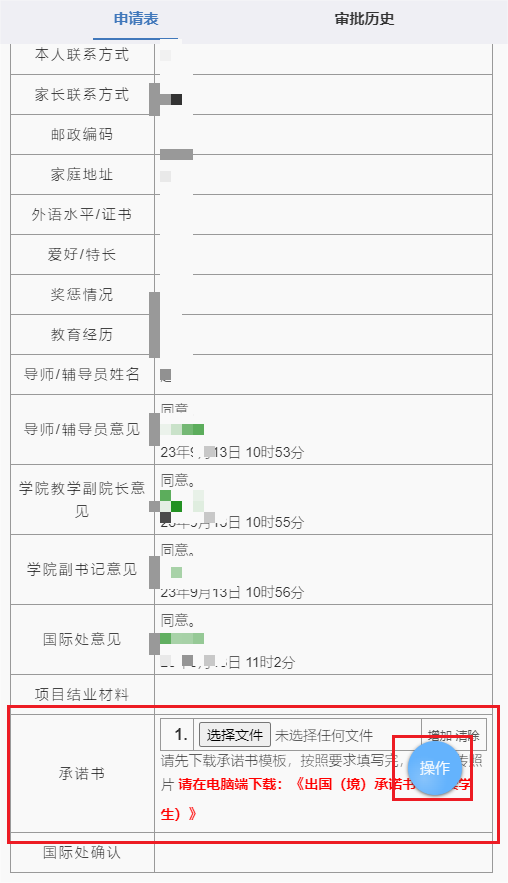 申请表 审批历史
本人联系方式
家长联系方式
邮政编码
家庭地址
外语水平/证书
爱好/特长
奖惩情况
教育经历
导师/辅导员姓名
同意
导师/辅导员意见
23年9月13日 10时53分
学院教学副院长意见
同意。
23年9月13日 10时55分
同意。
学院副书记意见
23年9月13日 10时56分
同意。
国际处意见
日 11时2分
项目结业材料
承诺书
1. 选择文件 未选择任何文件 增加 清除
请先下载承诺书模板，按照要求填写完，传照
片 请在电脑端下载：《出国（境）承诺书学
生）》
操作
国际处确认